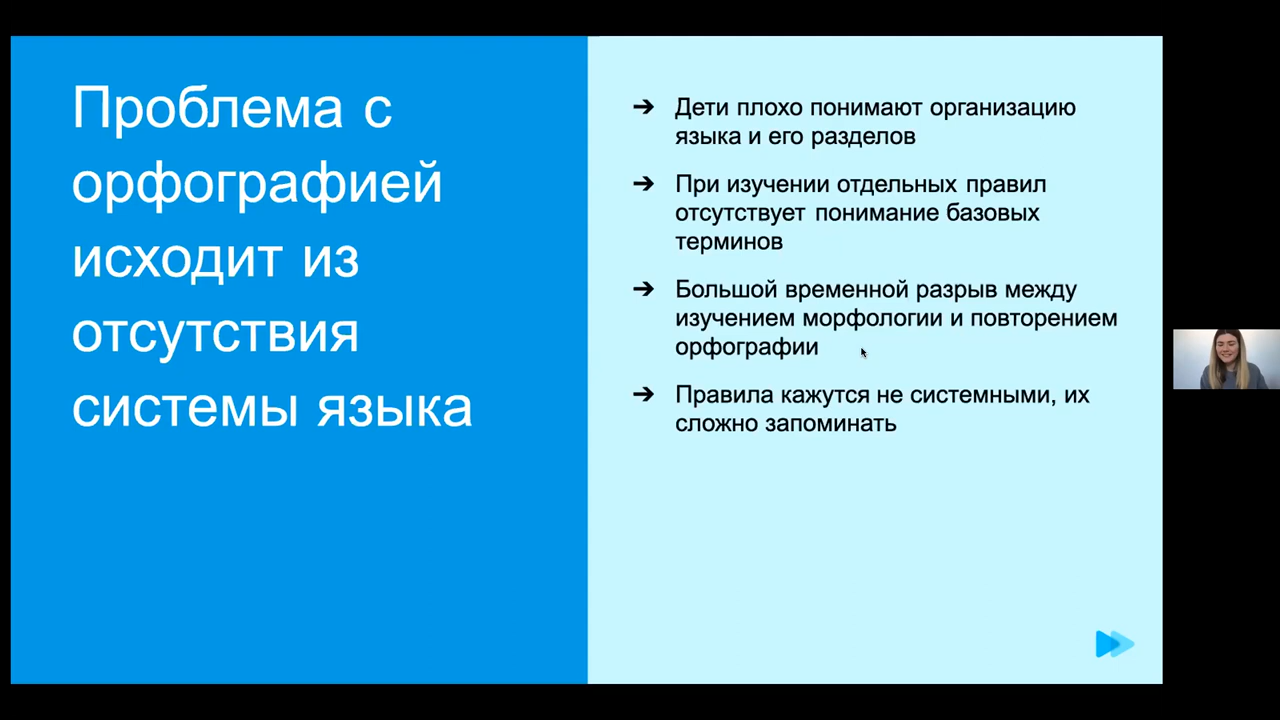 Проблема с
орфографией
исходит из
отсутствия
системы языка
➔ Дети плохо понимают организацию
языка и его разделов
➔ При изучении отдельных правил
отсутствует понимание базовых
терминов
➔ Большой временной разрыв между
изучением морфологии и повторением
орфографии
➔ Правила кажутся не системными, их
сложно запоминать